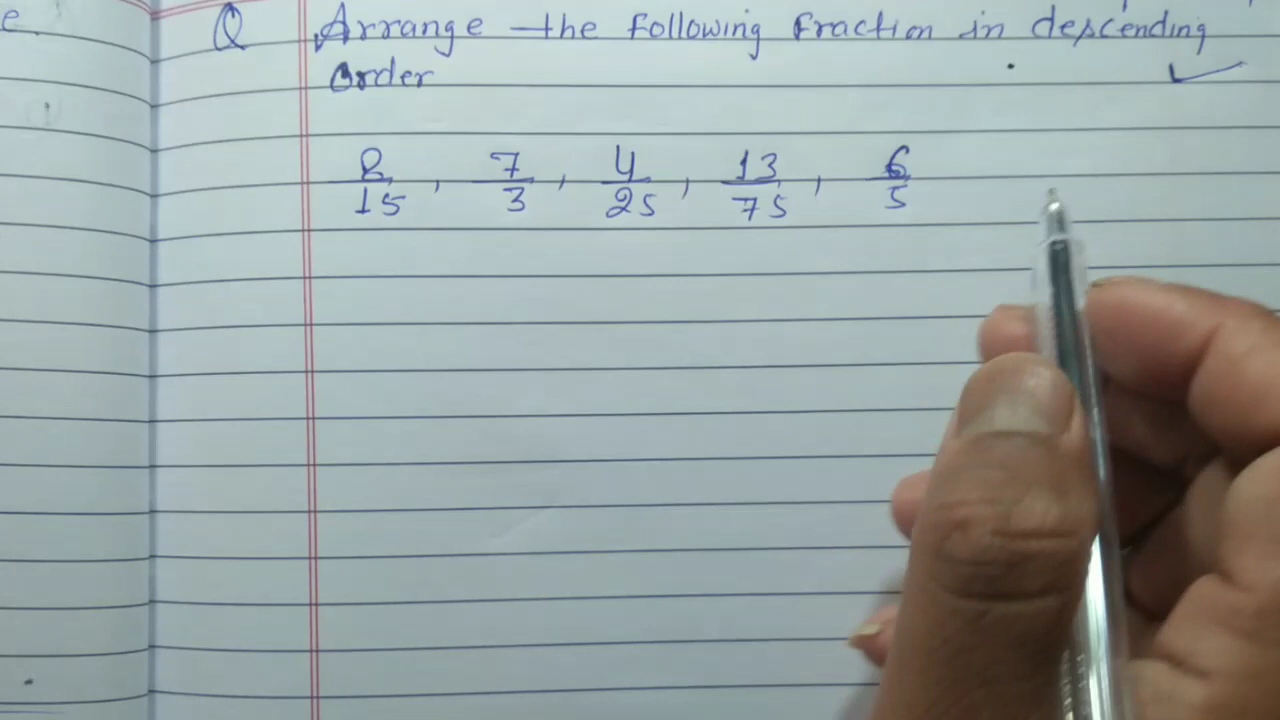 e
Q Arrange the following fraction in descending
order
8/15, 7/3, 4/25, 13/75, 6/5